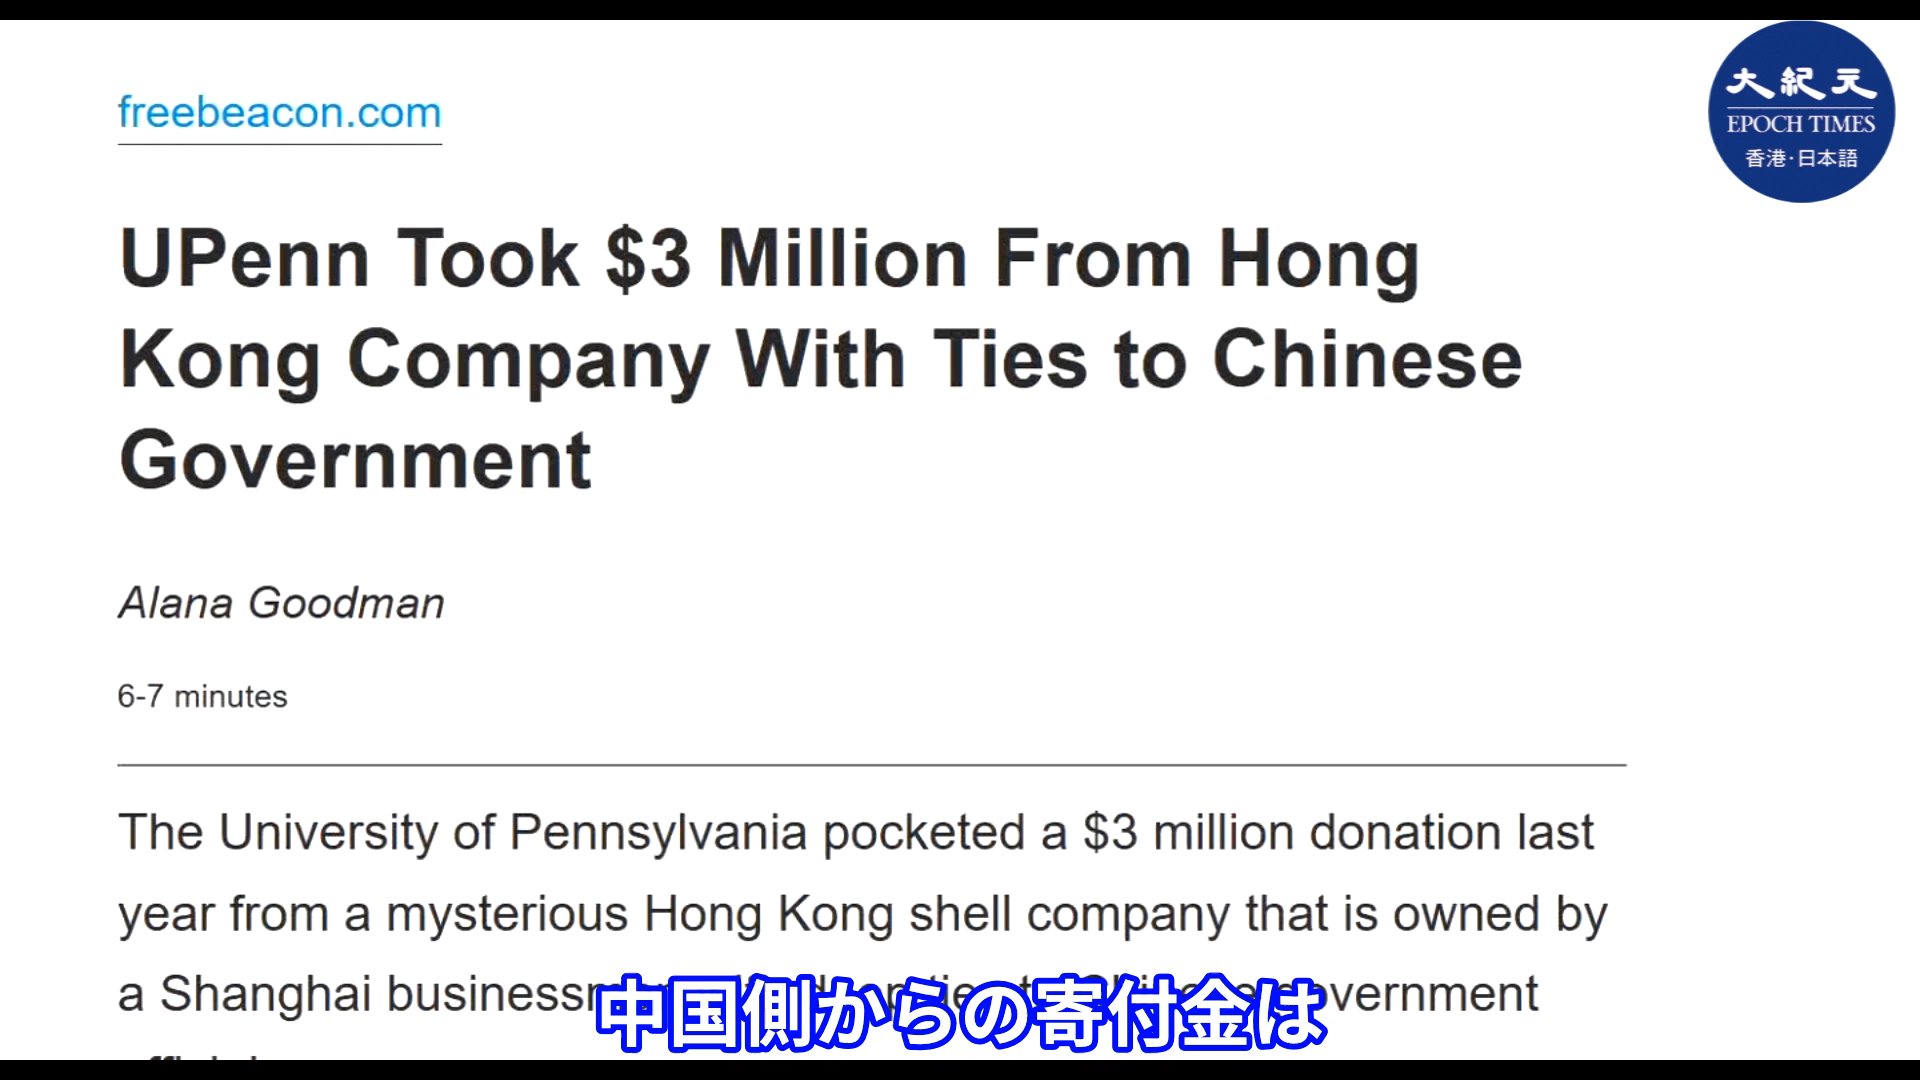 freebeacon.com
大紀元
EPOCH TIMES
香港·日本語
UPenn Took $3 Million From Hong
Kong Company With Ties to Chinese
Government
Alana Goodman
6-7 minutes
The University of Pennsylvania pocketed a $3 million donation last
year from a mysterious Hong Kong shell company that is owned by
a Shanghai government
中国側からの寄付金は